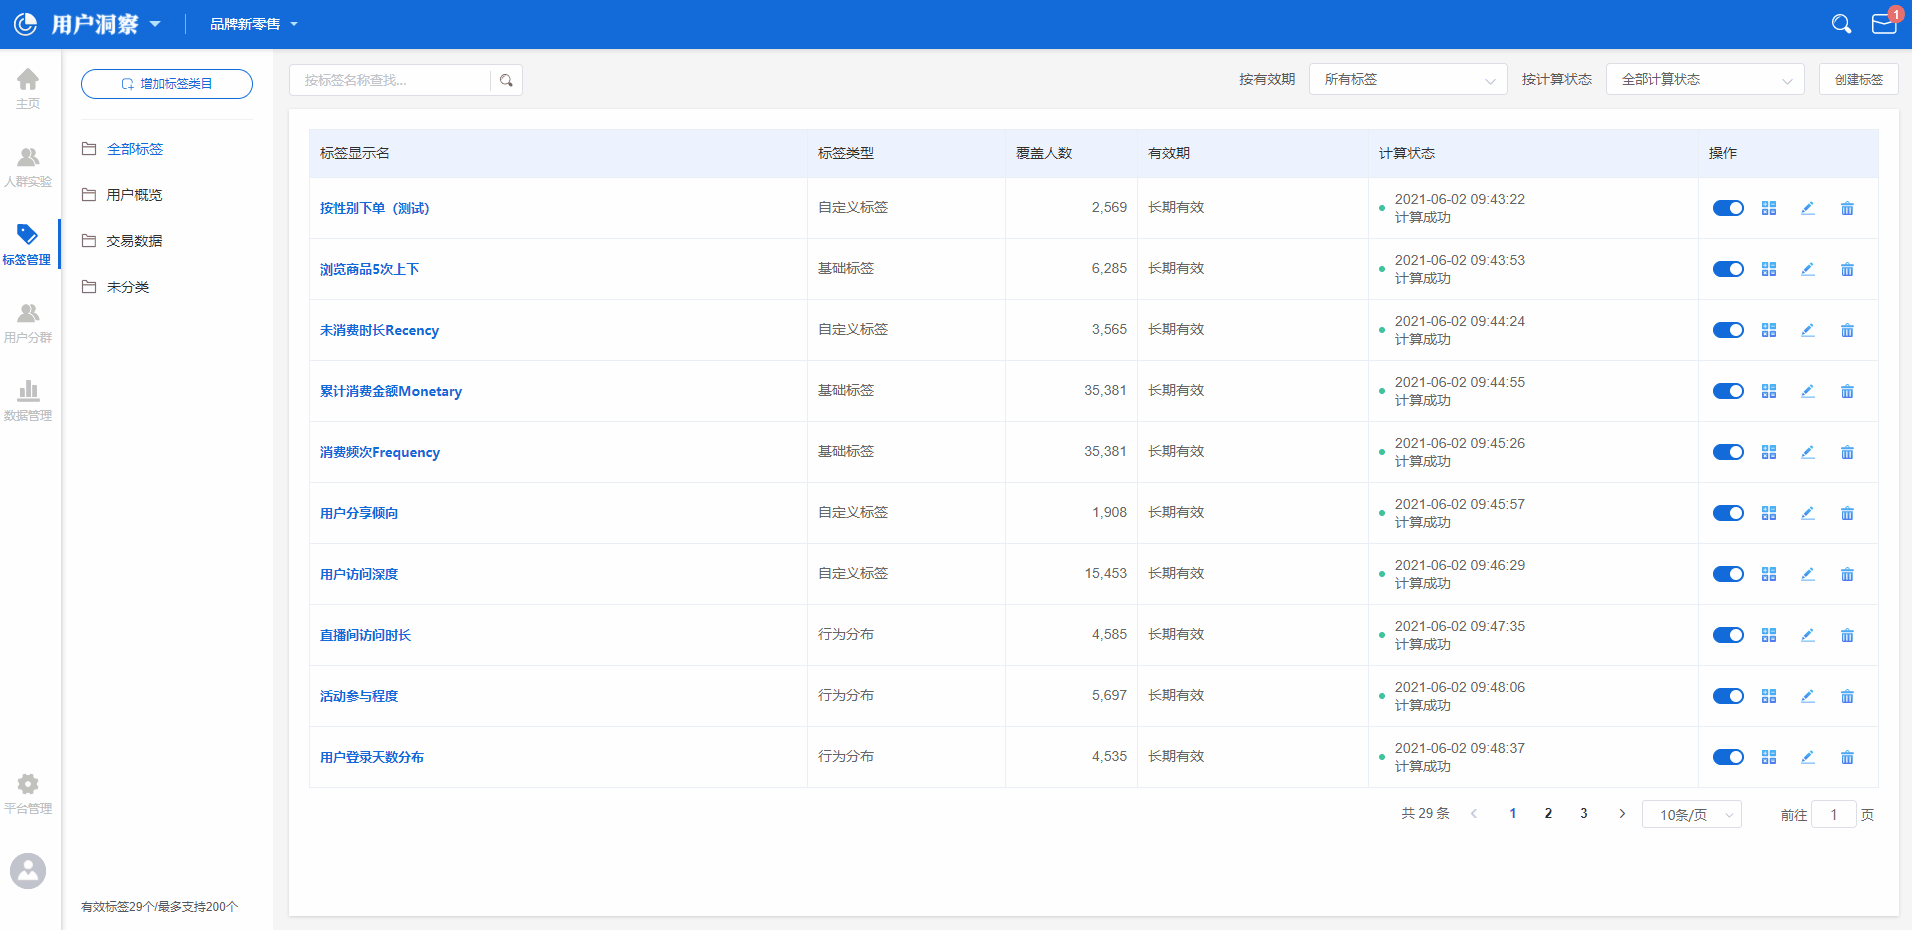 用户洞察
品牌新零售
1
主页
人群实验
标签管理
用户分群
数据管理
平台管理
增加标签类目
全部标签
用户概览
交易数据
未分类
有效标签29个/最多支持200个
按标签名称查找...
按有效期 所有标签 按计算状态 全部计算状态 创建标签
标签显示名 标签类型 覆盖人数 有效期 计算状态 操作
按性别下单（测试） 自定义标签 2,569 长期有效 2021-06-02 09:43:22
计算成功
浏览商品5次上下 基础标签 6,285 长期有效 2021-06-02 09:43:53
计算成功
未消费时长Recency 自定义标签 3,565 长期有效 2021-06-02 09:44:24
计算成功
累计消费金额Monetary 基础标签 35,381 长期有效 2021-06-02 09:44:55
计算成功
消费频次Frequency 基础标签 35,381 长期有效 2021-06-02 09:45:26
计算成功
用户分享倾向 自定义标签 1,908 长期有效 2021-06-02 09:45:57
计算成功
用户访问深度 自定义标签 15,453 长期有效 2021-06-02 09:46:29
计算成功
直播间访问时长 行为分布 4,585 长期有效 2021-06-02 09:47:35
计算成功
活动参与程度 行为分布 5,697 长期有效 2021-06-02 09:48:06
计算成功
用户登录天数分布 行为分布 4,535 长期有效 2021-06-02 09:48:37
计算成功
共 29 条 1 2 3 10条/页 前往 1 页